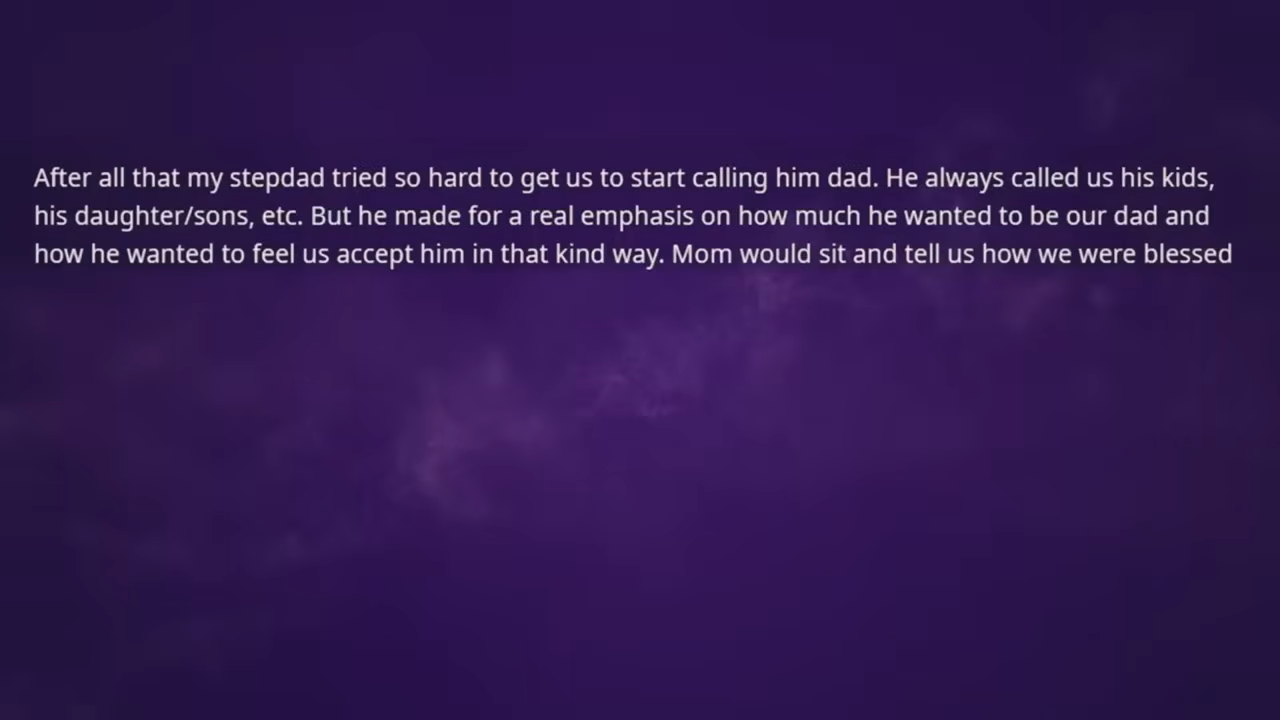 After all that my stepdad tried so hard to get us to start calling him dad. He always called us his kids,
his daughter/sons, etc. But he made for a real emphasis on how much he wanted to be our dad and
how he wanted to feel us accept him in that kind way. Mom would sit and tell us how we were blessed